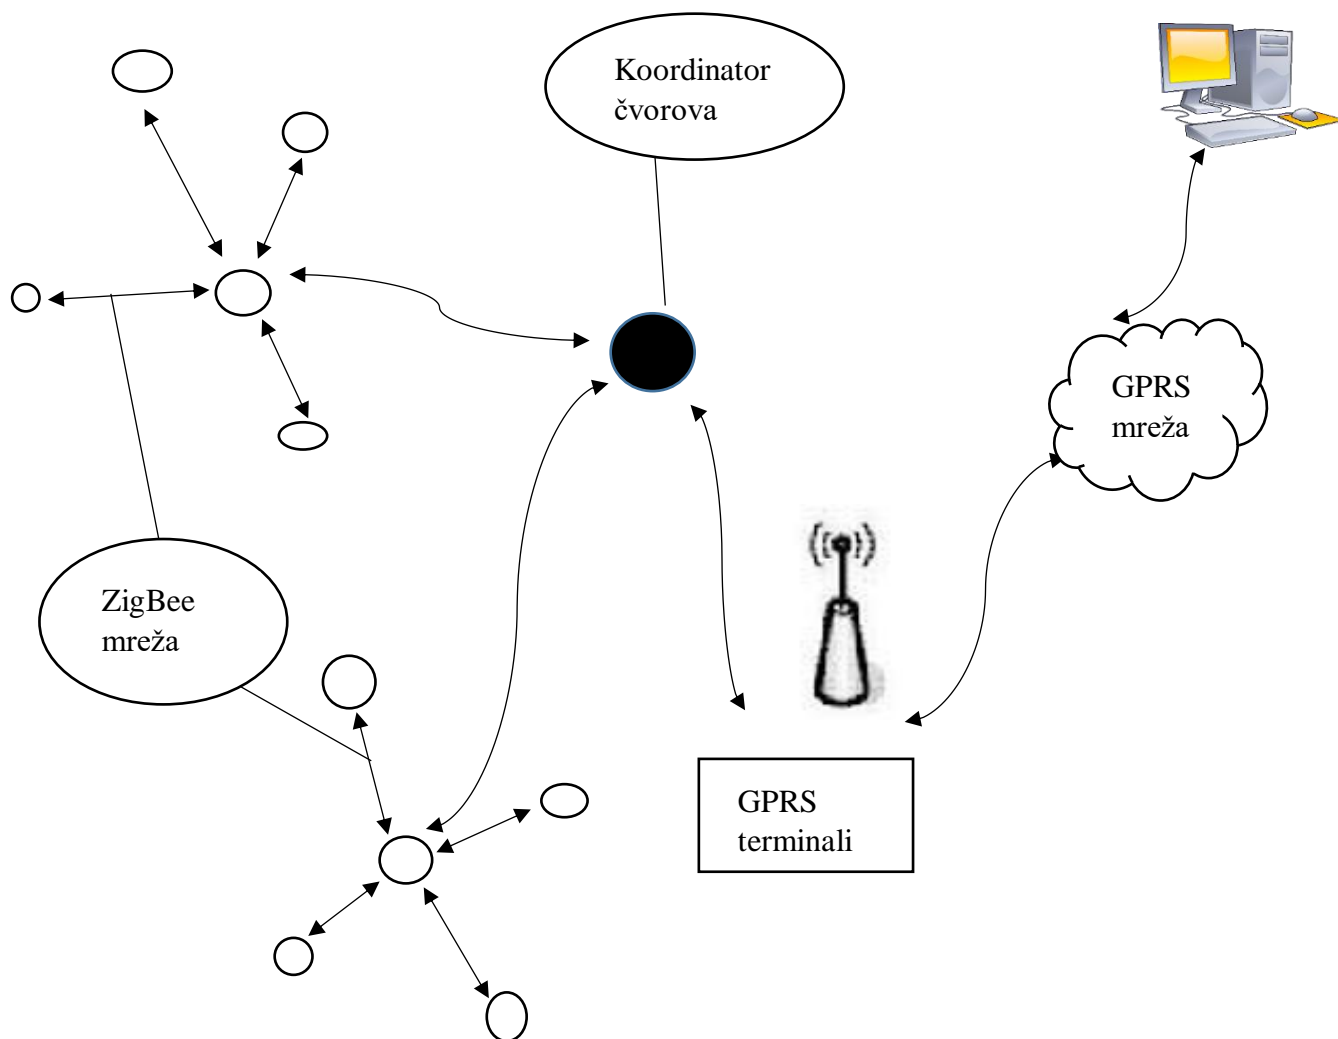 Koordinator
čvorova
GPRS
mreža
ZigBee
mreža
GPRS
terminali